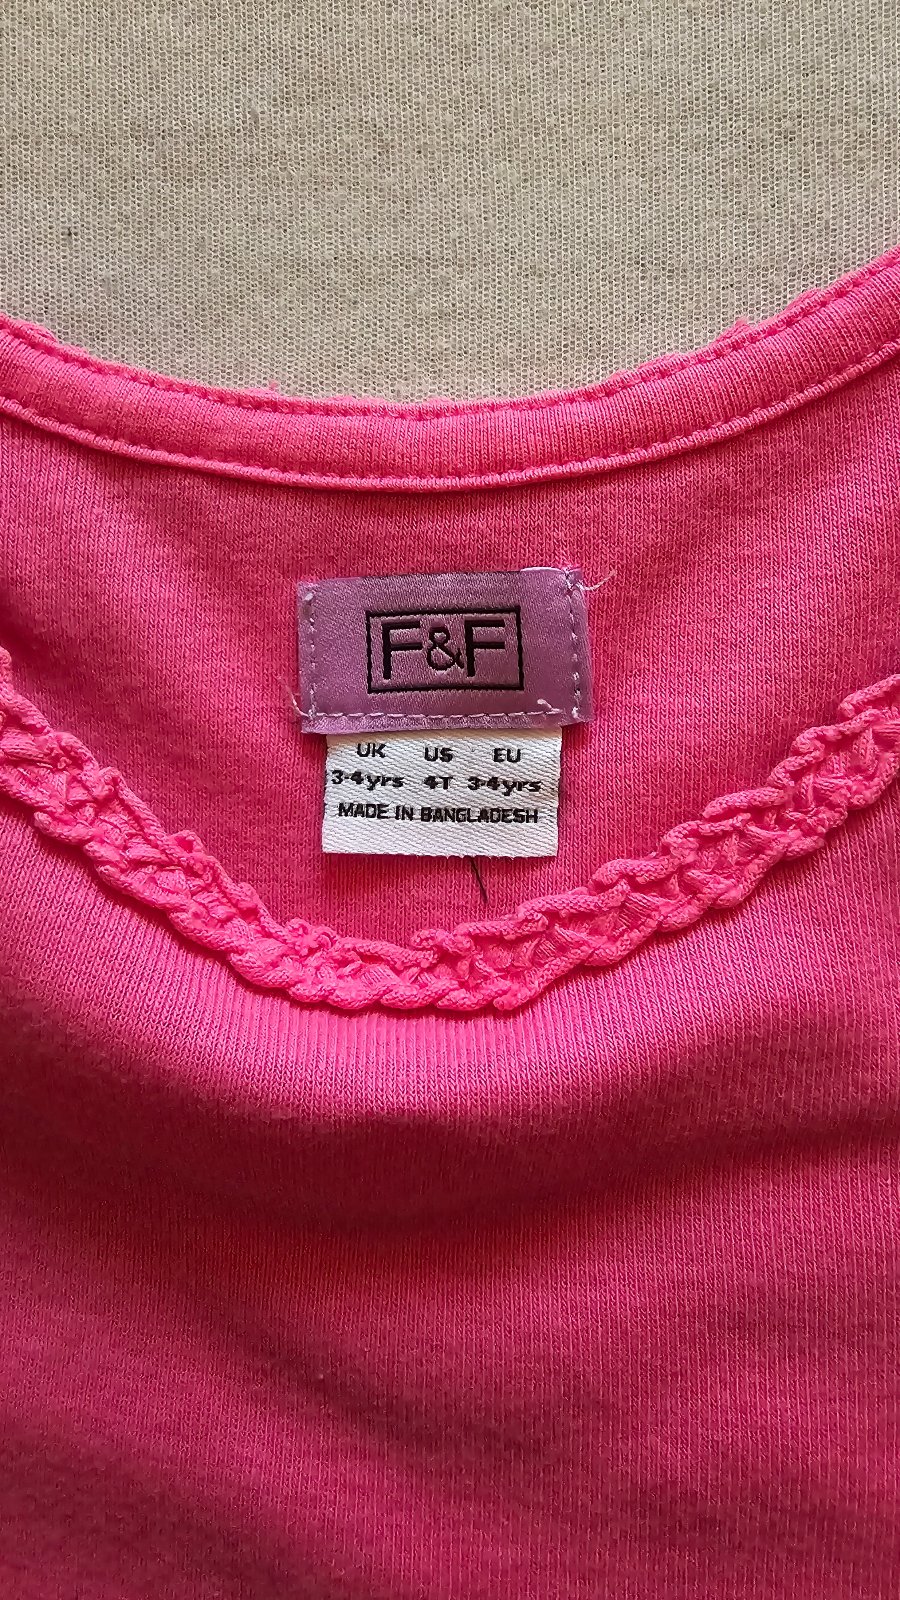 F&F
UK US EU
3-4yrs 4T 3-4yrs
MADE IN BANGLADESH